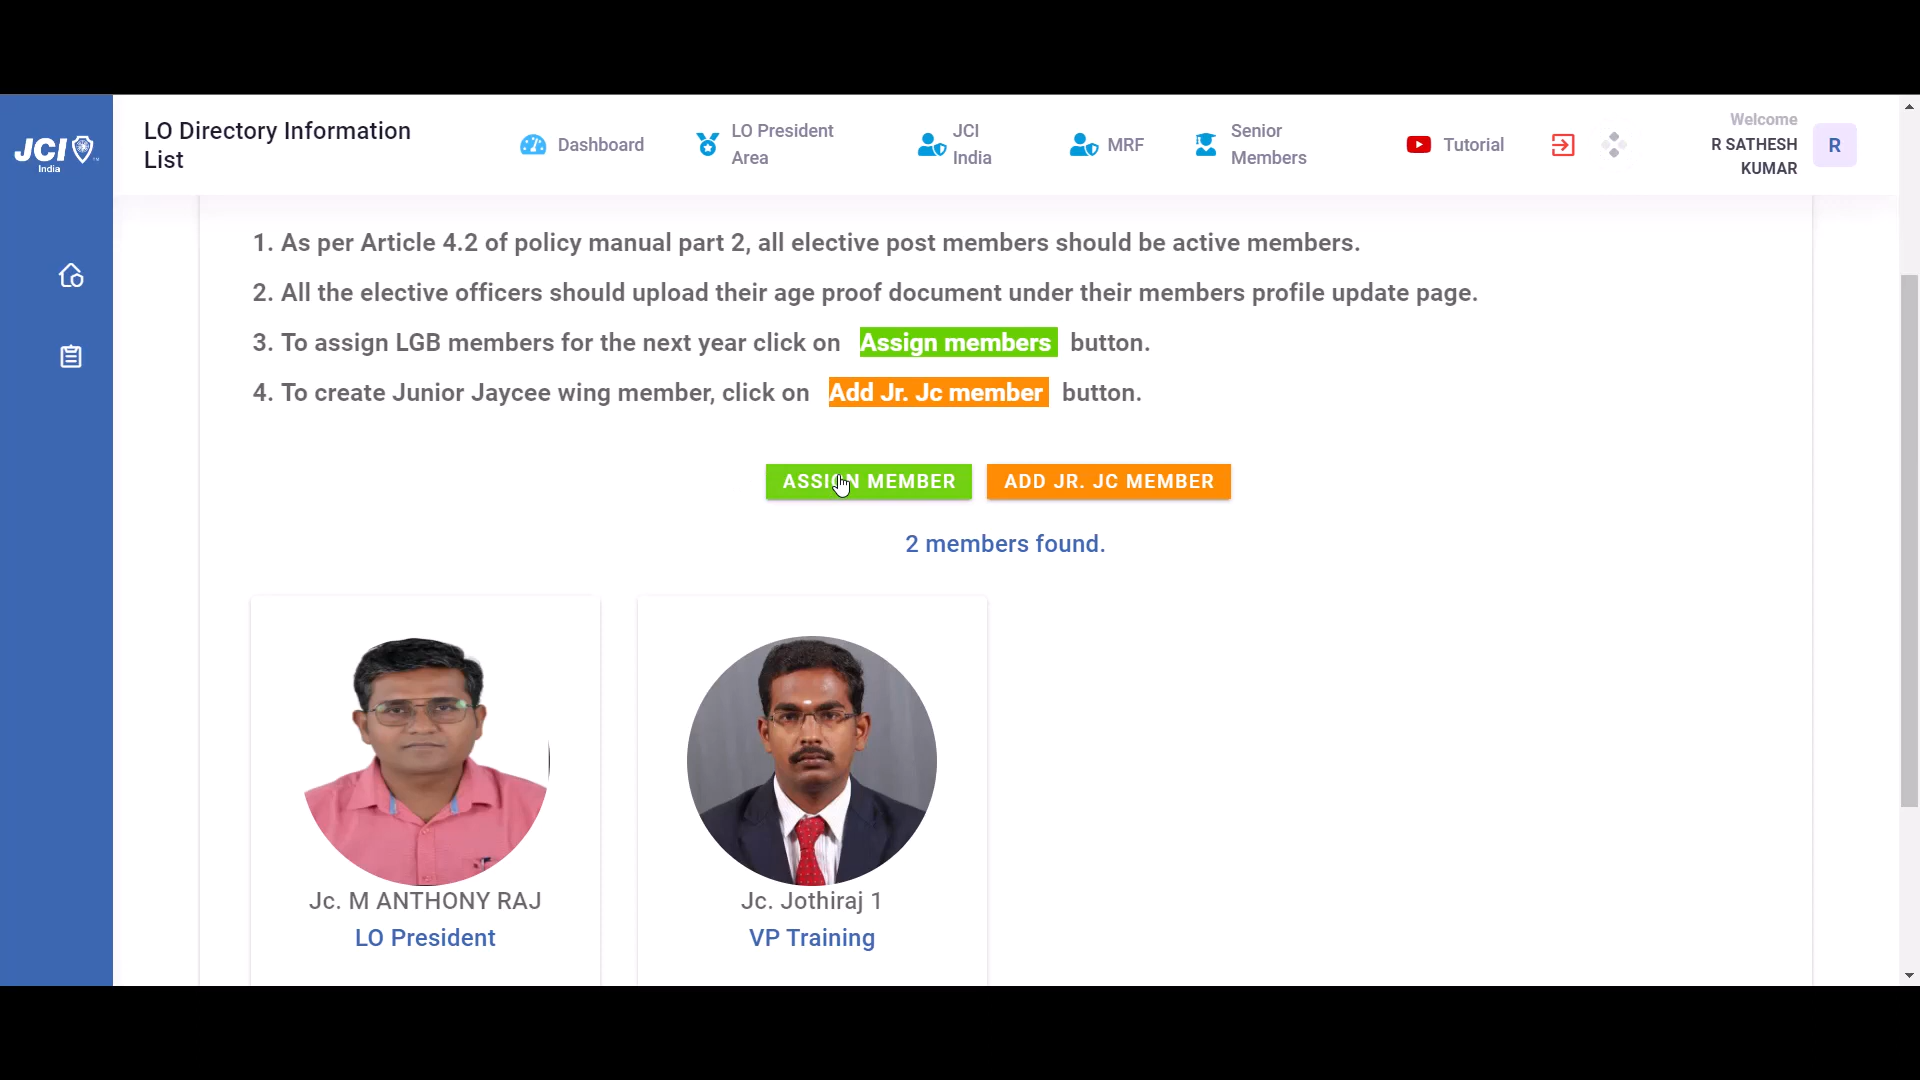 JCI
India
LO Directory Information
List
Dashboard
LO President
Area
JCI
India
MRF
Senior
Members
Tutorial
Welcome
R SATHESH
KUMAR
R
1. As per Article 4.2 of policy manual part 2, all elective post members should be active members.
2. All the elective officers should upload their age proof document under their members profile update page.
3. To assign LGB members for the next year click on Assign members button.
4. To create Junior Jaycee wing member, click on Add Jr. Jc member button.
ASSIGN MEMBER
ADD JR. JC MEMBER
2 members found.
Jc. M ANTHONY RAJ
LO President
Jc. Jothiraj 1
VP Training